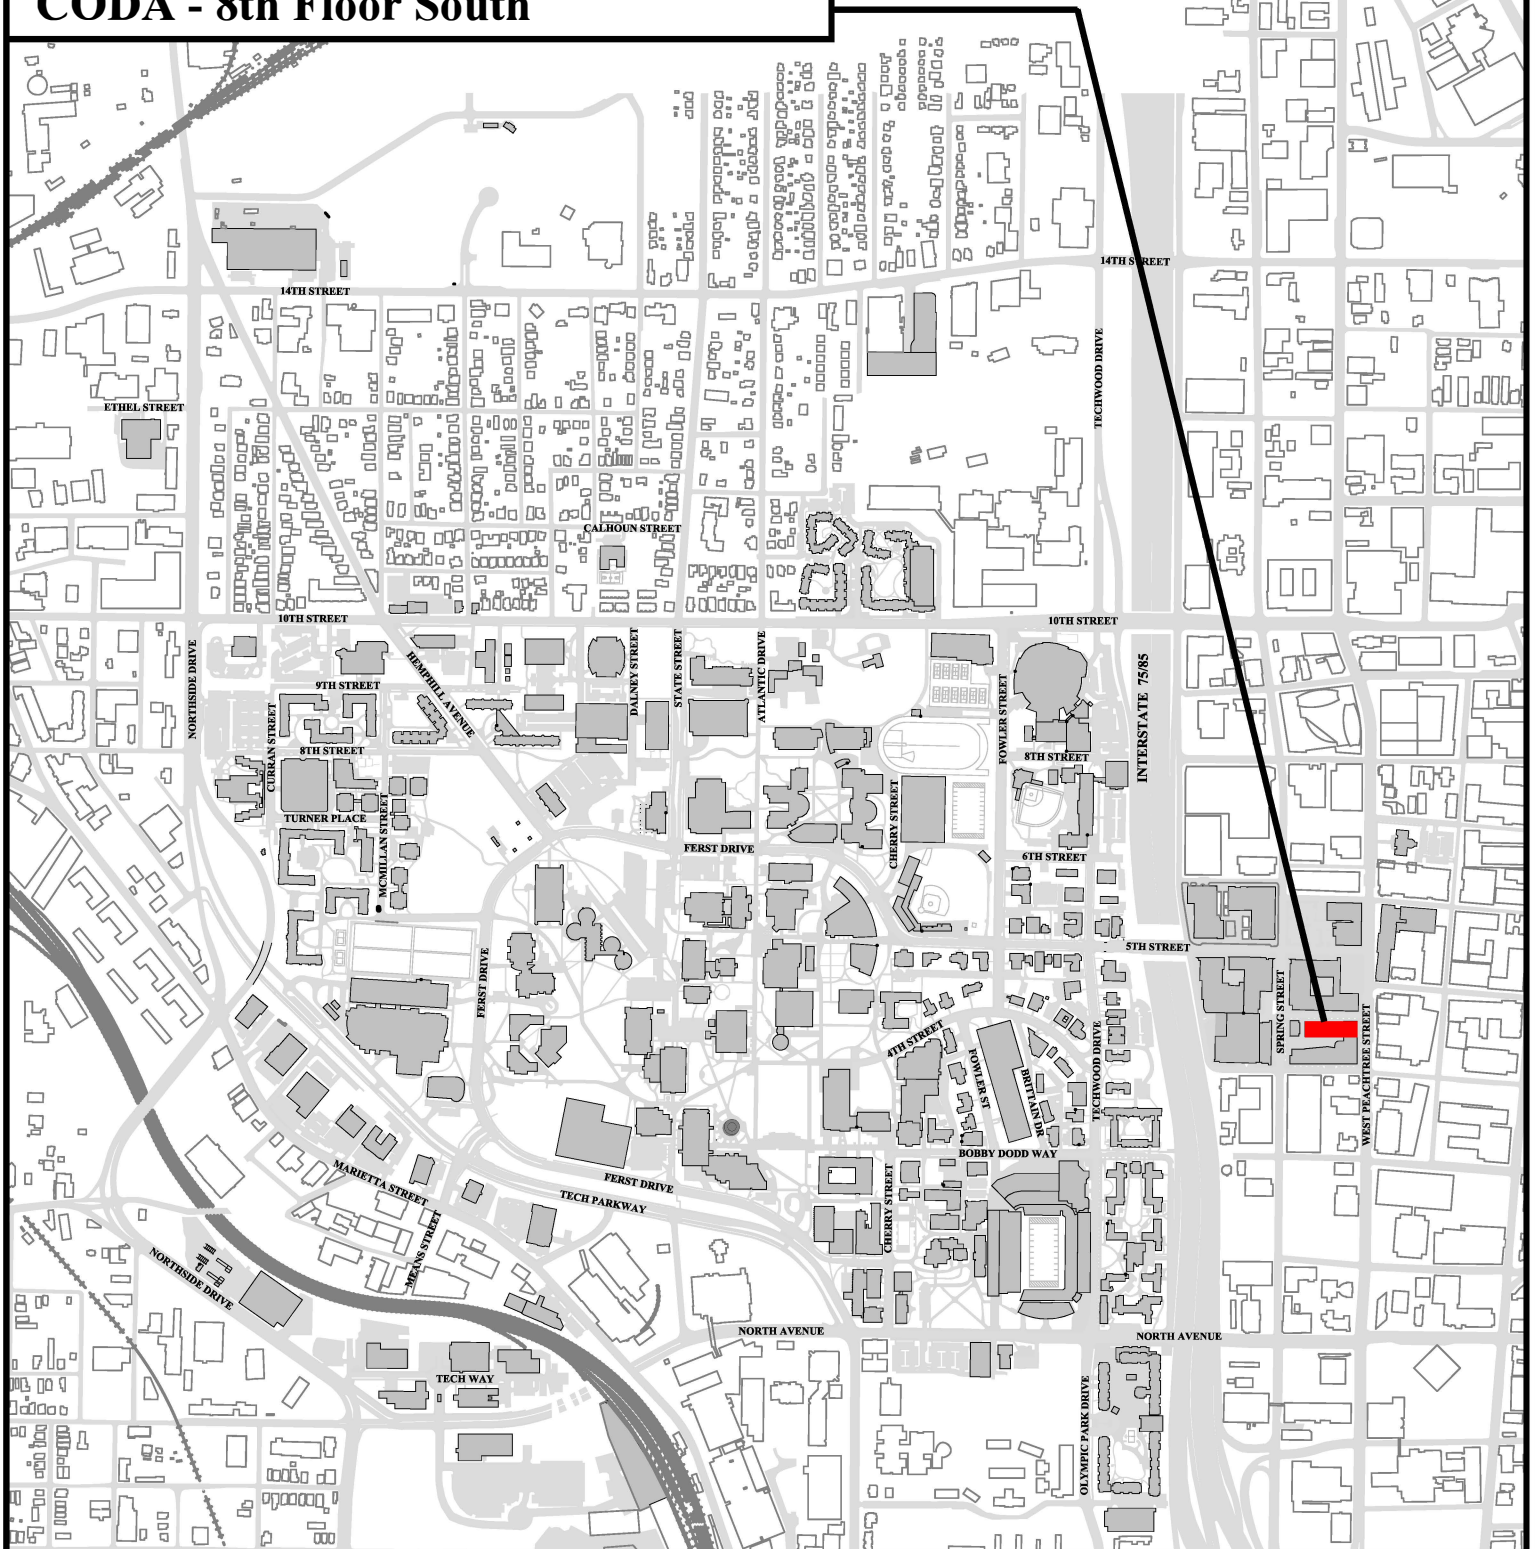 CODA - 8th Floor South
14TH STREET
14TH STREET
TECHWOOD DRIVE
ETHEL STREET
CALHOUN STREET
10TH STREET
10TH STREET
NORTHSIDE DRIVE
HEMPHILL AVENUE
DALNEY STREET
STATE STREET
ATLANTIC DRIVE
INTERSTATE 75/85
9TH STREET
FOWLER STREET
CURRAN STREET
8TH STREET
8TH STREET
CHERRY STREET
TURNER PLACE
MCMILLAN STREET
FERST DRIVE
6TH STREET
5TH STREET
FERST DRIVE
SPRING STREET
WEST PEACHTREE STREET
4TH STREET
TECHWOOD DRIVE
FOWLER ST
BRITTAIN DR
BOBBY DODD WAY
MARIETTA STREET
FERST DRIVE
TECH PARKWAY
CHERRY STREET
MEANS STREET
NORTHSIDE DRIVE
NORTH AVENUE
NORTH AVENUE
TECH WAY
OLYMPIC PARK DRIVE